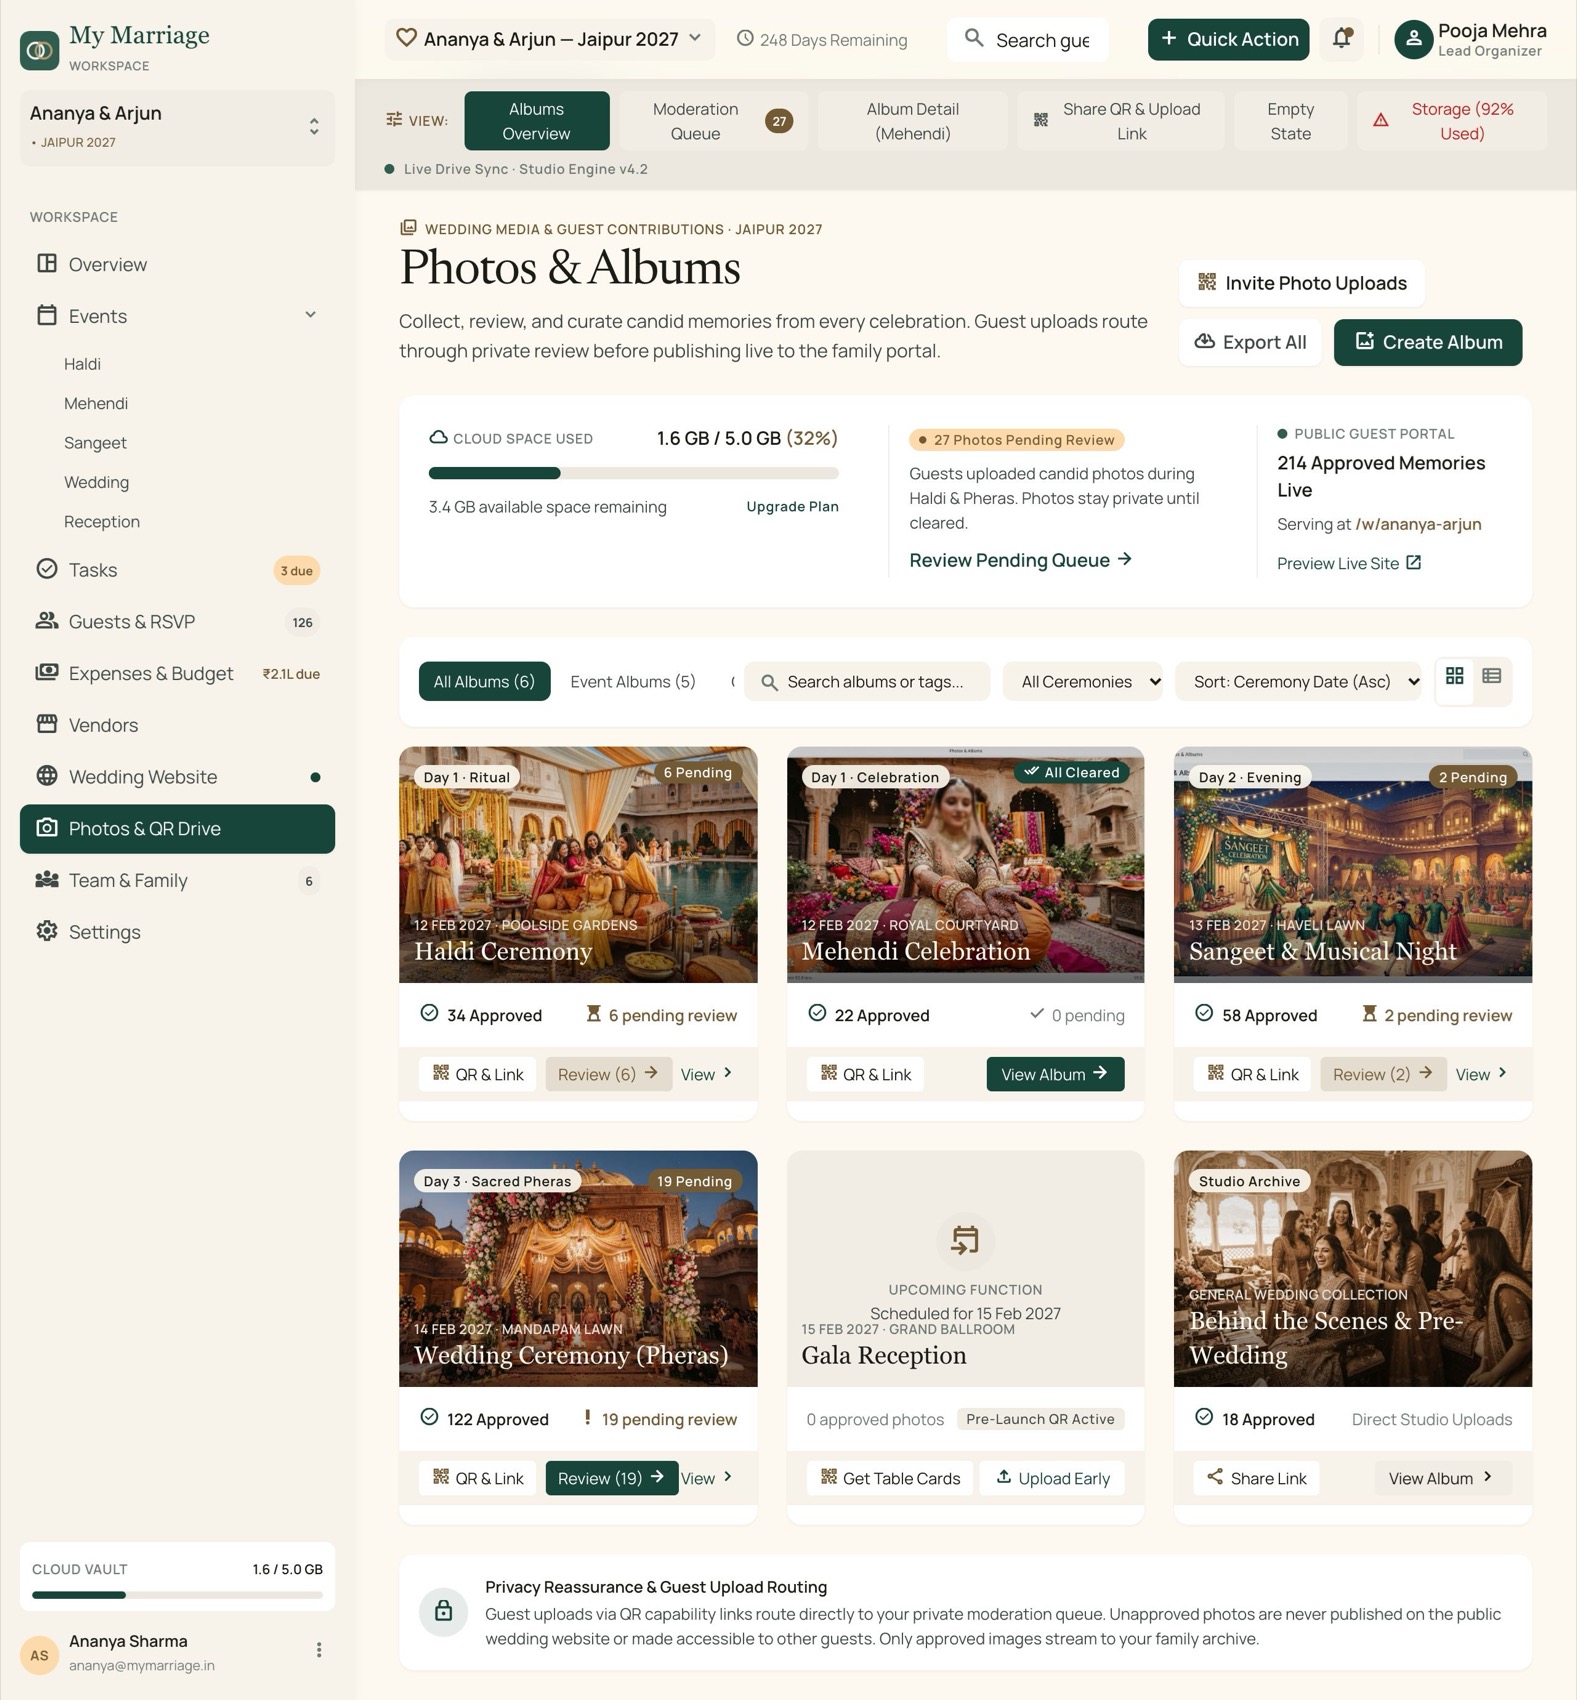 My Marriage
WORKSPACE
Ananya & Arjun
• JAIPUR 2027
WORKSPACE
Overview
Events
Haldi
Mehendi
Sangeet
Wedding
Reception
Tasks
3 due
Guests & RSVP
126
Expenses & Budget
₹2.1L due
Vendors
Wedding Website
Photos & QR Drive
Team & Family
6
Settings
CLOUD VAULT
1.6 / 5.0 GB
AS
Ananya Sharma
ananya@mymarriage.in
Ananya & Arjun — Jaipur 2027
248 Days Remaining
Search gue
Quick Action
Pooja Mehra
Lead Organizer
VIEW:
Albums
Overview
Moderation
Queue
27
Album Detail
(Mehendi)
Share QR & Upload
Link
Empty
State
Storage (92%
Used)
Live Drive Sync · Studio Engine v4.2
WEDDING MEDIA & GUEST CONTRIBUTIONS · JAIPUR 2027
Photos & Albums
Collect, review, and curate candid memories from every celebration. Guest uploads route
through private review before publishing live to the family portal.
Invite Photo Uploads
Export All
Create Album
CLOUD SPACE USED
1.6 GB / 5.0 GB (32%)
3.4 GB available space remaining
Upgrade Plan
• 27 Photos Pending Review
Guests uploaded candid photos during
Haldi & Pheras. Photos stay private until
cleared.
Review Pending Queue →
PUBLIC GUEST PORTAL
214 Approved Memories
Live
Serving at /w/ananya-arjun
Preview Live Site
All Albums (6)
Event Albums (5)
Search albums or tags...
All Ceremonies
Sort: Ceremony Date (Asc)
Day 1 · Ritual
6 Pending
12 FEB 2027 · POOLSIDE GARDENS
Haldi Ceremony
34 Approved
6 pending review
QR & Link
Review (6) →
View
Photos & Albums
Day 1 · Celebration
All Cleared
12 FEB 2027 · ROYAL COURTYARD
Mehendi Celebration
22 Approved
0 pending
QR & Link
View Album →
Day 2 · Evening
2 Pending
SANGEET
CELEBRATION
13 FEB 2027 · HAVELI LAWN
Sangeet & Musical Night
58 Approved
2 pending review
QR & Link
Review (2) →
View
Day 3 · Sacred Pheras
19 Pending
14 FEB 2027 · MANDAPAM LAWN
Wedding Ceremony (Pheras)
122 Approved
19 pending review
QR & Link
Review (19) →
View
UPCOMING FUNCTION
Scheduled for 15 Feb 2027
15 FEB 2027 · GRAND BALLROOM
Gala Reception
0 approved photos
Pre-Launch QR Active
Get Table Cards
Upload Early
Studio Archive
GENERAL WEDDING COLLECTION
Behind the Scenes & Pre-
Wedding
18 Approved
Direct Studio Uploads
Share Link
View Album
Privacy Reassurance & Guest Upload Routing
Guest uploads via QR capability links route directly to your private moderation queue. Unapproved photos are never published on the public
wedding website or made accessible to other guests. Only approved images stream to your family archive.